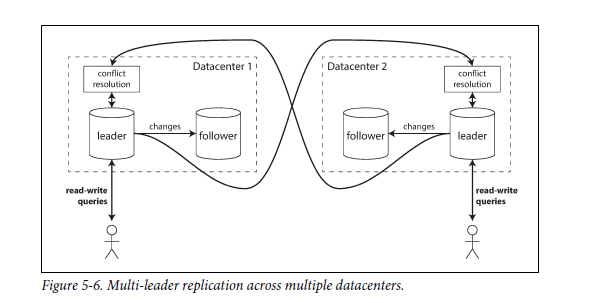 Datacenter 1
conflict
resolution
leader
changes
follower
read-write
queries
Datacenter 2
conflict
resolution
follower
changes
leader
read-write
queries
Figure 5-6. Multi-leader replication across multiple datacenters.